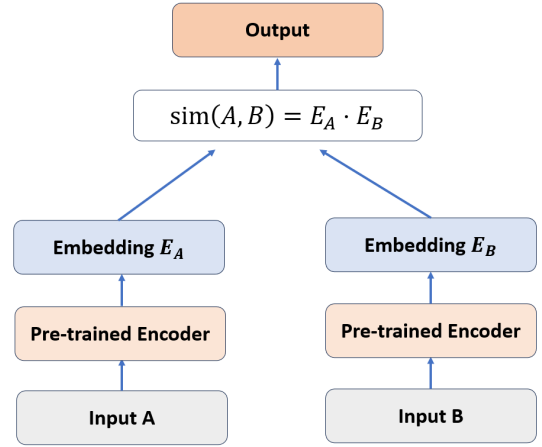 Output
sim(A, B) = E_A · E_B
Embedding E_A
Embedding E_B
Pre-trained Encoder
Pre-trained Encoder
Input A
Input B